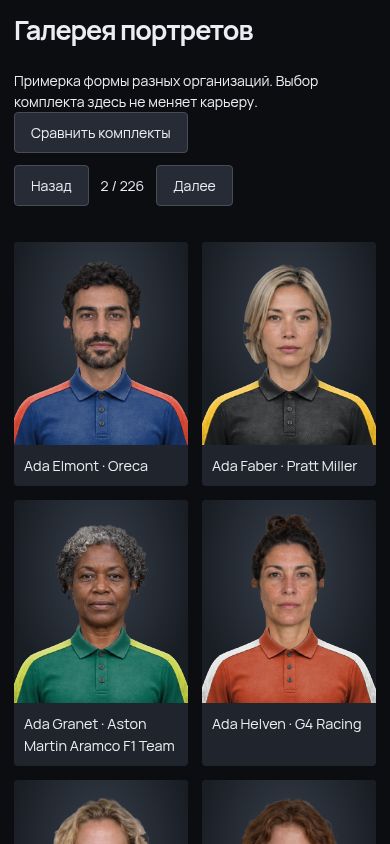 Галерея портретов
Примерка формы разных организаций. Выбор
комплекта здесь не меняет карьеру.
Сравнить комплекты
Назад 2 / 226 Далее
Ada Elmont · Oreca
Ada Faber · Pratt Miller
Ada Granet · Aston
Martin Aramco F1 Team
Ada Helven · G4 Racing